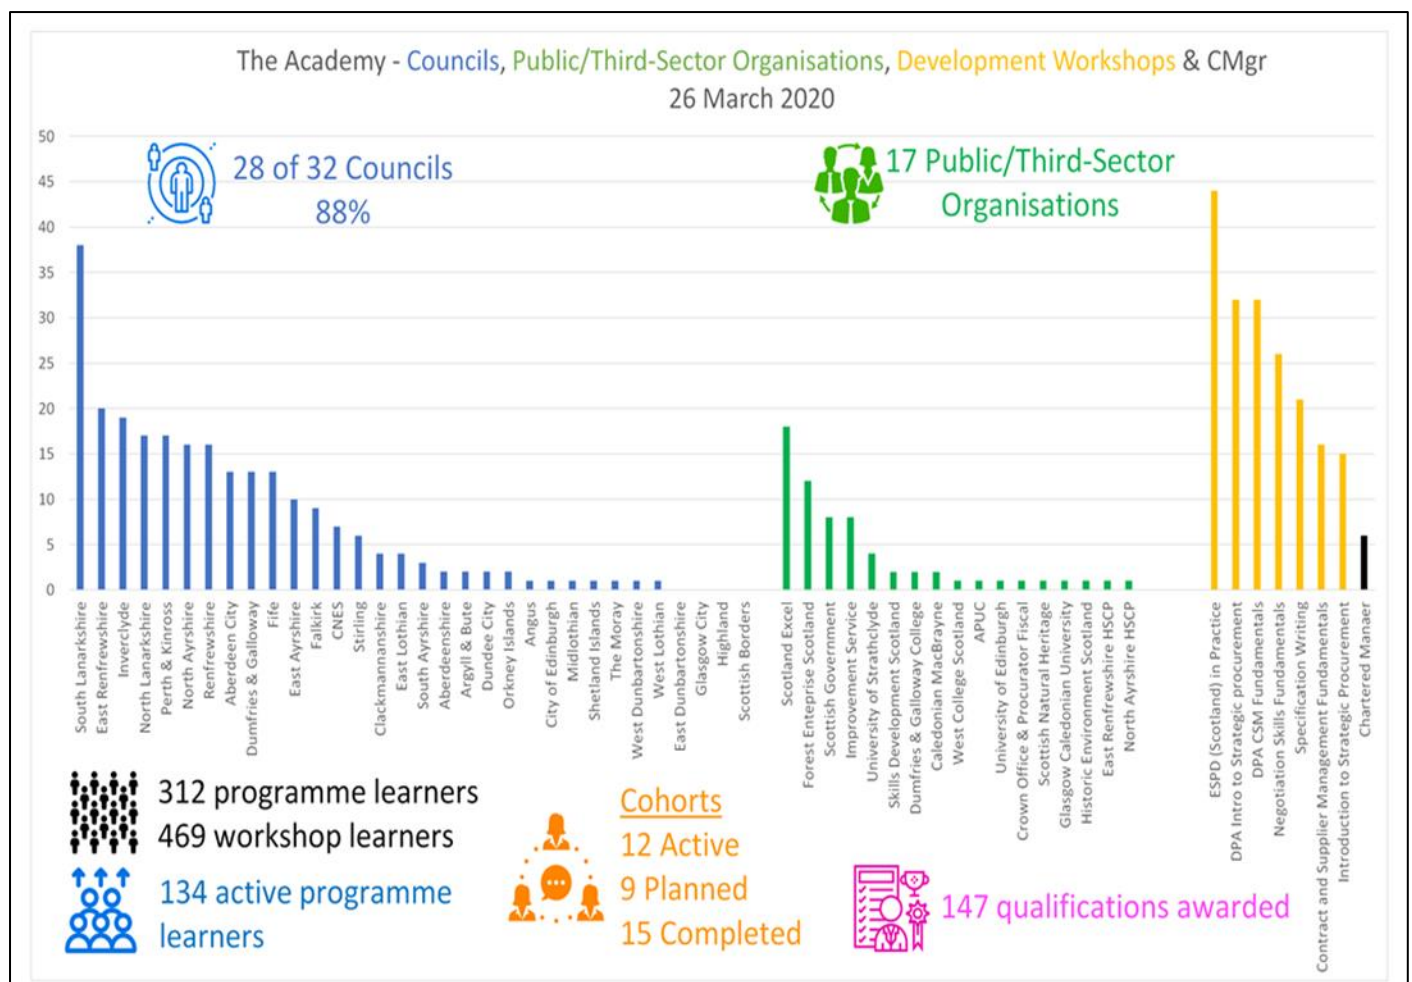 The Academy - Councils, Public/Third-Sector Organisations, Development Workshops & CMgr
26 March 2020
50
45
40
35
30
25
20
15
10
5
0
28 of 32 Councils
88%
17 Public/Third-Sector
Organisations
South Lanarkshire
East Renfrewshire
Inverclyde
North Lanarkshire
Perth & Kinross
North Ayrshire
Renfrewshire
Aberdeen City
Dumfries & Galloway
Fife
East Ayrshire
Falkirk
CNES
Stirling
Clackmannanshire
East Lothian
South Ayrshire
Aberdeenshire
Argyll & Bute
Dundee City
Orkney Islands
Angus
City of Edinburgh
Midlothian
Shetland Islands
The Moray
West Dunbartonshire
West Lothian
East Dunbartonshire
Glasgow City
Highland
Scottish Borders
Scotland Excel
Forest Enteprise Scotland
Scottish Government
Improvement Service
University of Strathclyde
Skills Development Scotland
Dumfries & Galloway College
Caledonian MacBrayne
West College Scotland
APUC
University of Edinburgh
Crown Office & Procurator Fiscal
Scottish Natural Heritage
Glasgow Caledonian University
Historic Environment Scotland
East Renfrewshire HSCP
North Ayrshire HSCP
ESPD (Scotland) in Practice
DPA Intro to Strategic procurement
DPA CSM Fundamentals
Negotiation Skills Fundamentals
Specification Writing
Contract and Supplier Management Fundamentals
Introduction to Strategic Procurement
Chartered Manaer
312 programme learners
469 workshop learners
134 active programme
learners
Cohorts
12 Active
9 Planned
15 Completed
147 qualifications awarded